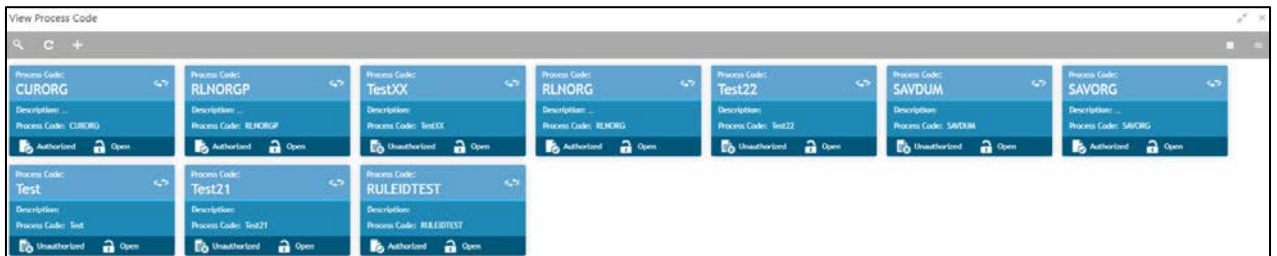 View Process Code
Process Code: Process Code: Process Code: Process Code: Process Code: Process Code: Process Code:
CURORG RLNORGP TestXX RLNORG Test22 SAVDUM SAVORG
Description: ... Description: ... Description: ... Description: ... Description: Description: Description: ...
Process Code: CURORG Process Code: RLNORGP Process Code: TestXX Process Code: RLNORG Process Code: Test22 Process Code: SAVDUM Process Code: SAVORG
Authorized Open Authorized Open Unauthorized Open Authorized Open Unauthorized Open Unauthorized Open Authorized Open
Process Code: Process Code: Process Code:
Test Test21 RULEIDTEST
Description: Description: Description:
Process Code: Test Process Code: Test21 Process Code: RULEIDTEST
Unauthorized Open Unauthorized Open Authorized Open